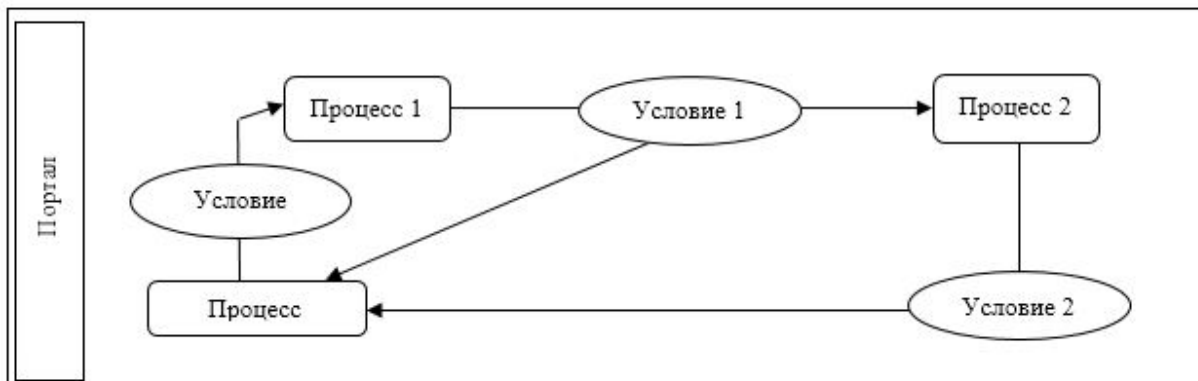 Портал
Процесс 1
Условие 1
Процесс 2
Условие
Процесс
Условие 2